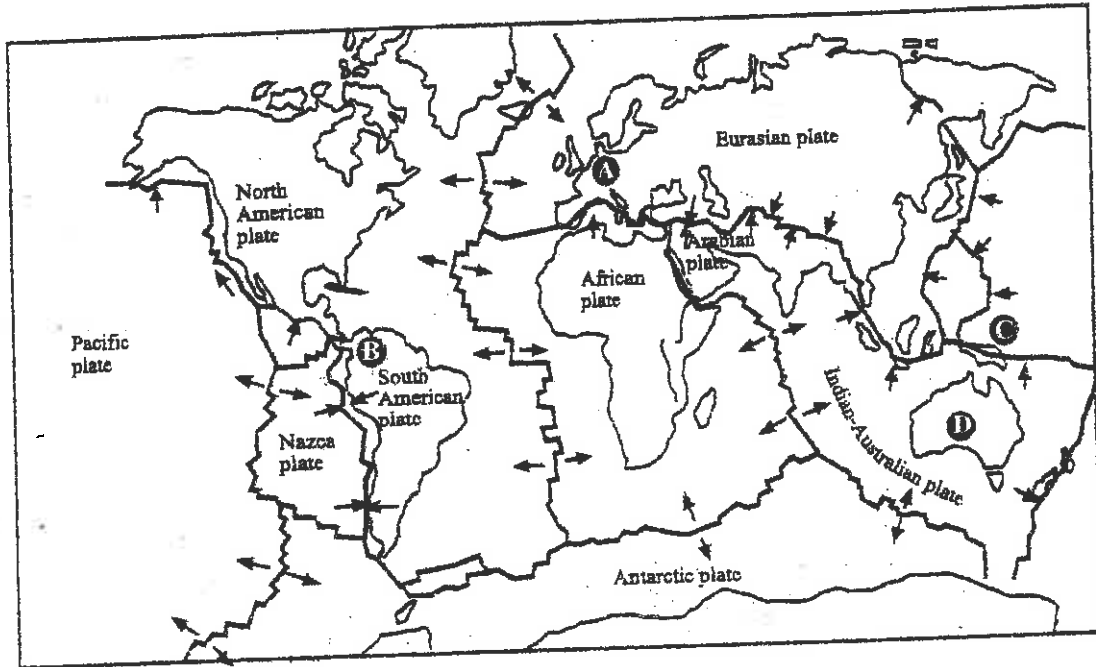 Eurasian plate
A
North
American
plate
Arabian
plate
African
plate
Pacific
plate
B
C
South
American
plate
Nazca
plate
Indian-Australian plate
D
Antarctic plate